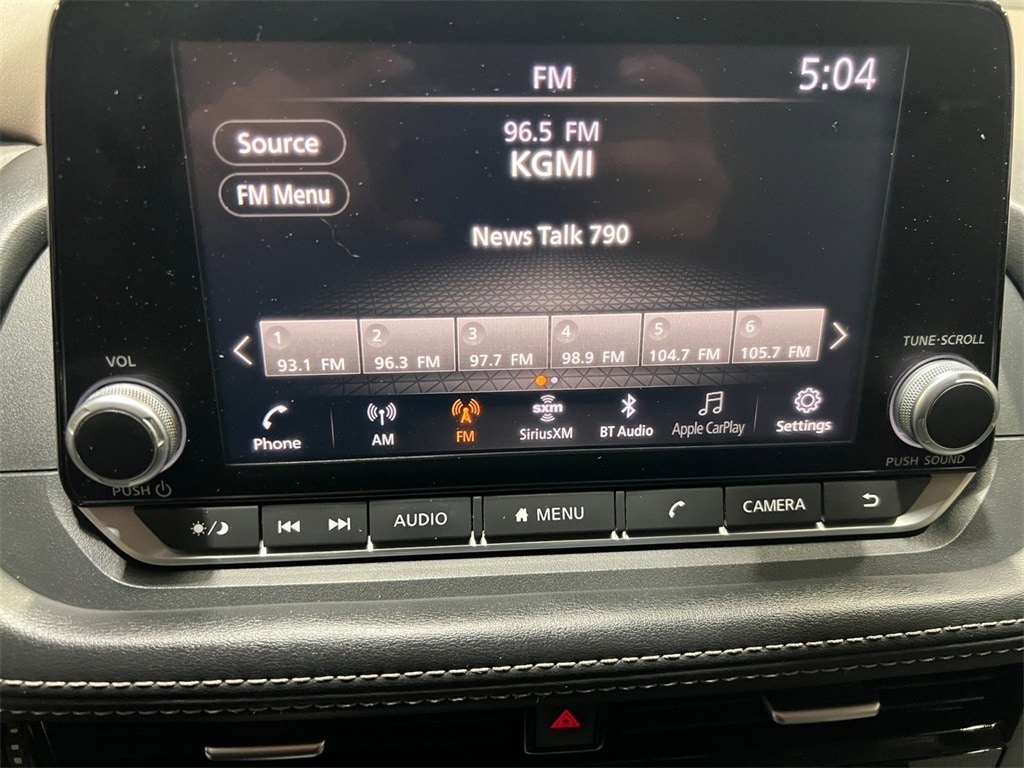 FM
5:04
Source
96.5 FM
KGMI
FM Menu
News Talk 790
1
93.1 FM
2
96.3 FM
3
97.7 FM
4
98.9 FM
5
104.7 FM
6
105.7 FM
VOL
PUSH
TUNE·SCROLL
PUSH SOUND
Phone
AM
FM
sxm
SiriusXM
BT Audio
Apple CarPlay
Settings
AUDIO
MENU
CAMERA